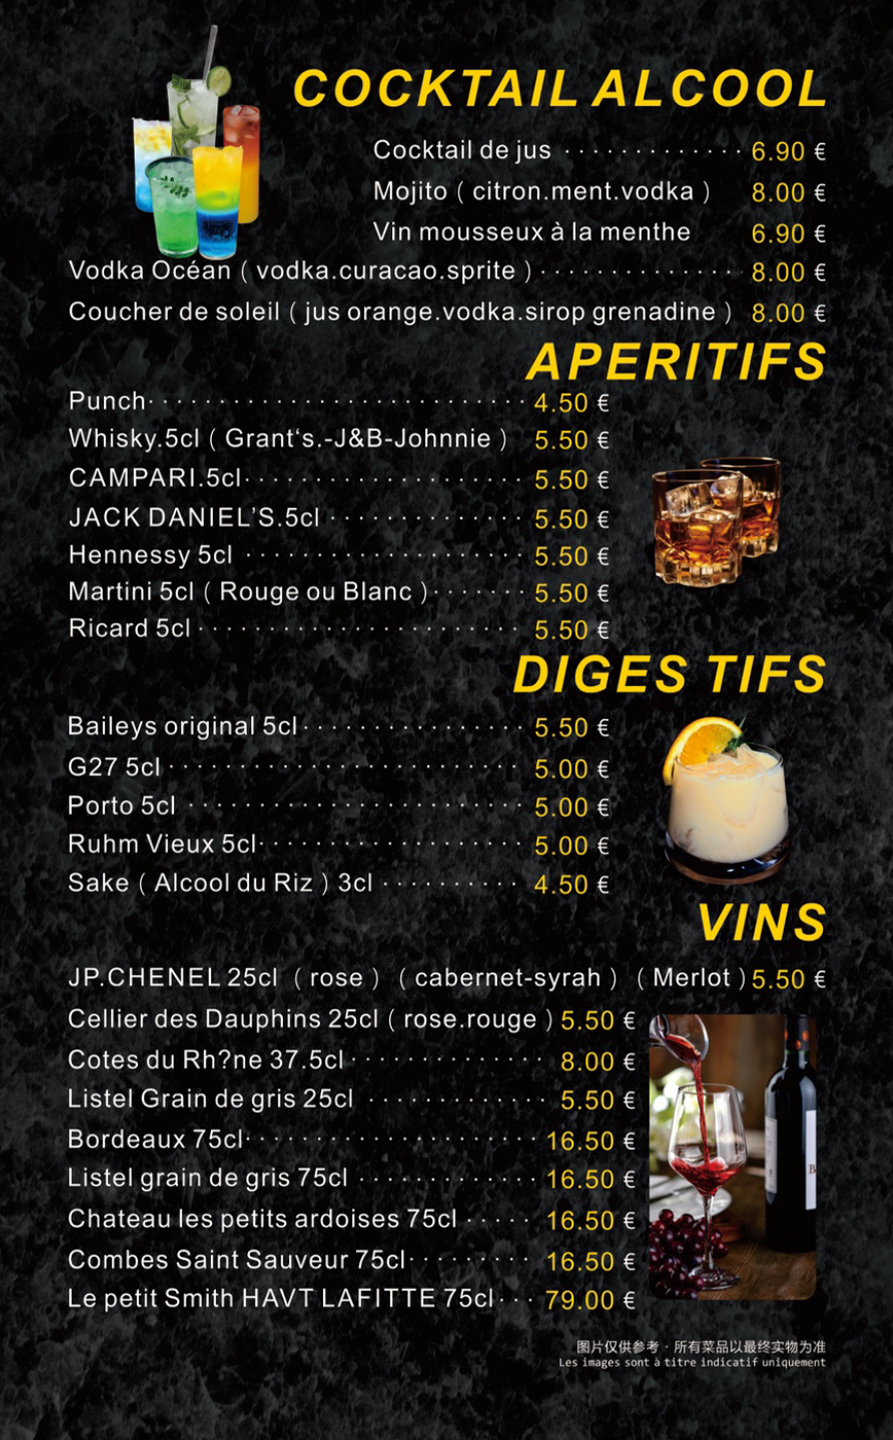 COCKTAIL ALCOOL
Cocktail de jus ............. 6.90 €
Mojito ( citron.ment.vodka ) 8.00 €
Vin mousseux à la menthe 6.90 €
Vodka Océan ( vodka.curacao.sprite ) .............. 8.00 €
Coucher de soleil ( jus orange.vodka.sirop grenadine ) 8.00 €
APERITIFS
Punch........................... 4.50 €
Whisky.5cl ( Grant‘s.-J&B-Johnnie ) 5.50 €
CAMPARI.5cl.................... 5.50 €
JACK DANIEL’S.5cl .............. 5.50 €
Hennessy 5cl .................... 5.50 €
Martini 5cl ( Rouge ou Blanc )....... 5.50 €
Ricard 5cl ....................... 5.50 €
DIGES TIFS
Baileys original 5cl................ 5.50 €
G27 5cl ......................... 5.00 €
Porto 5cl ........................ 5.00 €
Ruhm Vieux 5cl................... 5.00 €
Sake ( Alcool du Riz ) 3cl .......... 4.50 €
VINS
JP.CHENEL 25cl ( rose ) ( cabernet-syrah ) ( Merlot ) 5.50 €
Cellier des Dauphins 25cl ( rose.rouge ) 5.50 €
Cotes du Rh?ne 37.5cl .............. 8.00 €
Listel Grain de gris 25cl ............. 5.50 €
Bordeaux 75cl..................... 16.50 €
Listel grain de gris 75cl ............. 16.50 €
Chateau les petits ardoises 75cl ..... 16.50 €
Combes Saint Sauveur 75cl......... 16.50 €
Le petit Smith HAVT LAFITTE 75cl... 79.00 €
图片仅供参考 · 所有菜品以最终实物为准
Les images sont à titre indicatif uniquement